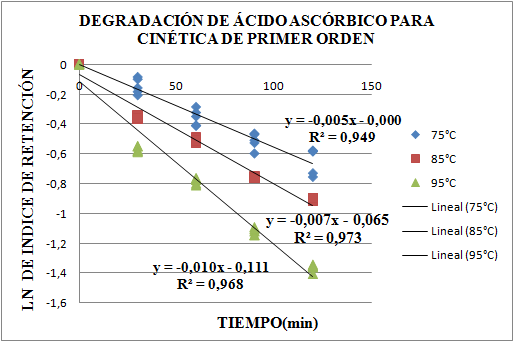 DEGRADACIÓN DE ÁCIDO ASCÓRBICO PARA
CINÉTICA DE PRIMER ORDEN
LN DE INDICE DE RETENCIÓN
0
-0,2
-0,4
-0,6
-0,8
-1
-1,2
-1,4
-1,6
0
50
100
150
y = -0,005x - 0,000
R² = 0,949
y = -0,007x - 0,065
R² = 0,973
y = -0,010x - 0,111
R² = 0,968
75°C
85°C
95°C
Lineal (75°C)
Lineal (85°C)
Lineal (95°C)
TIEMPO(min)